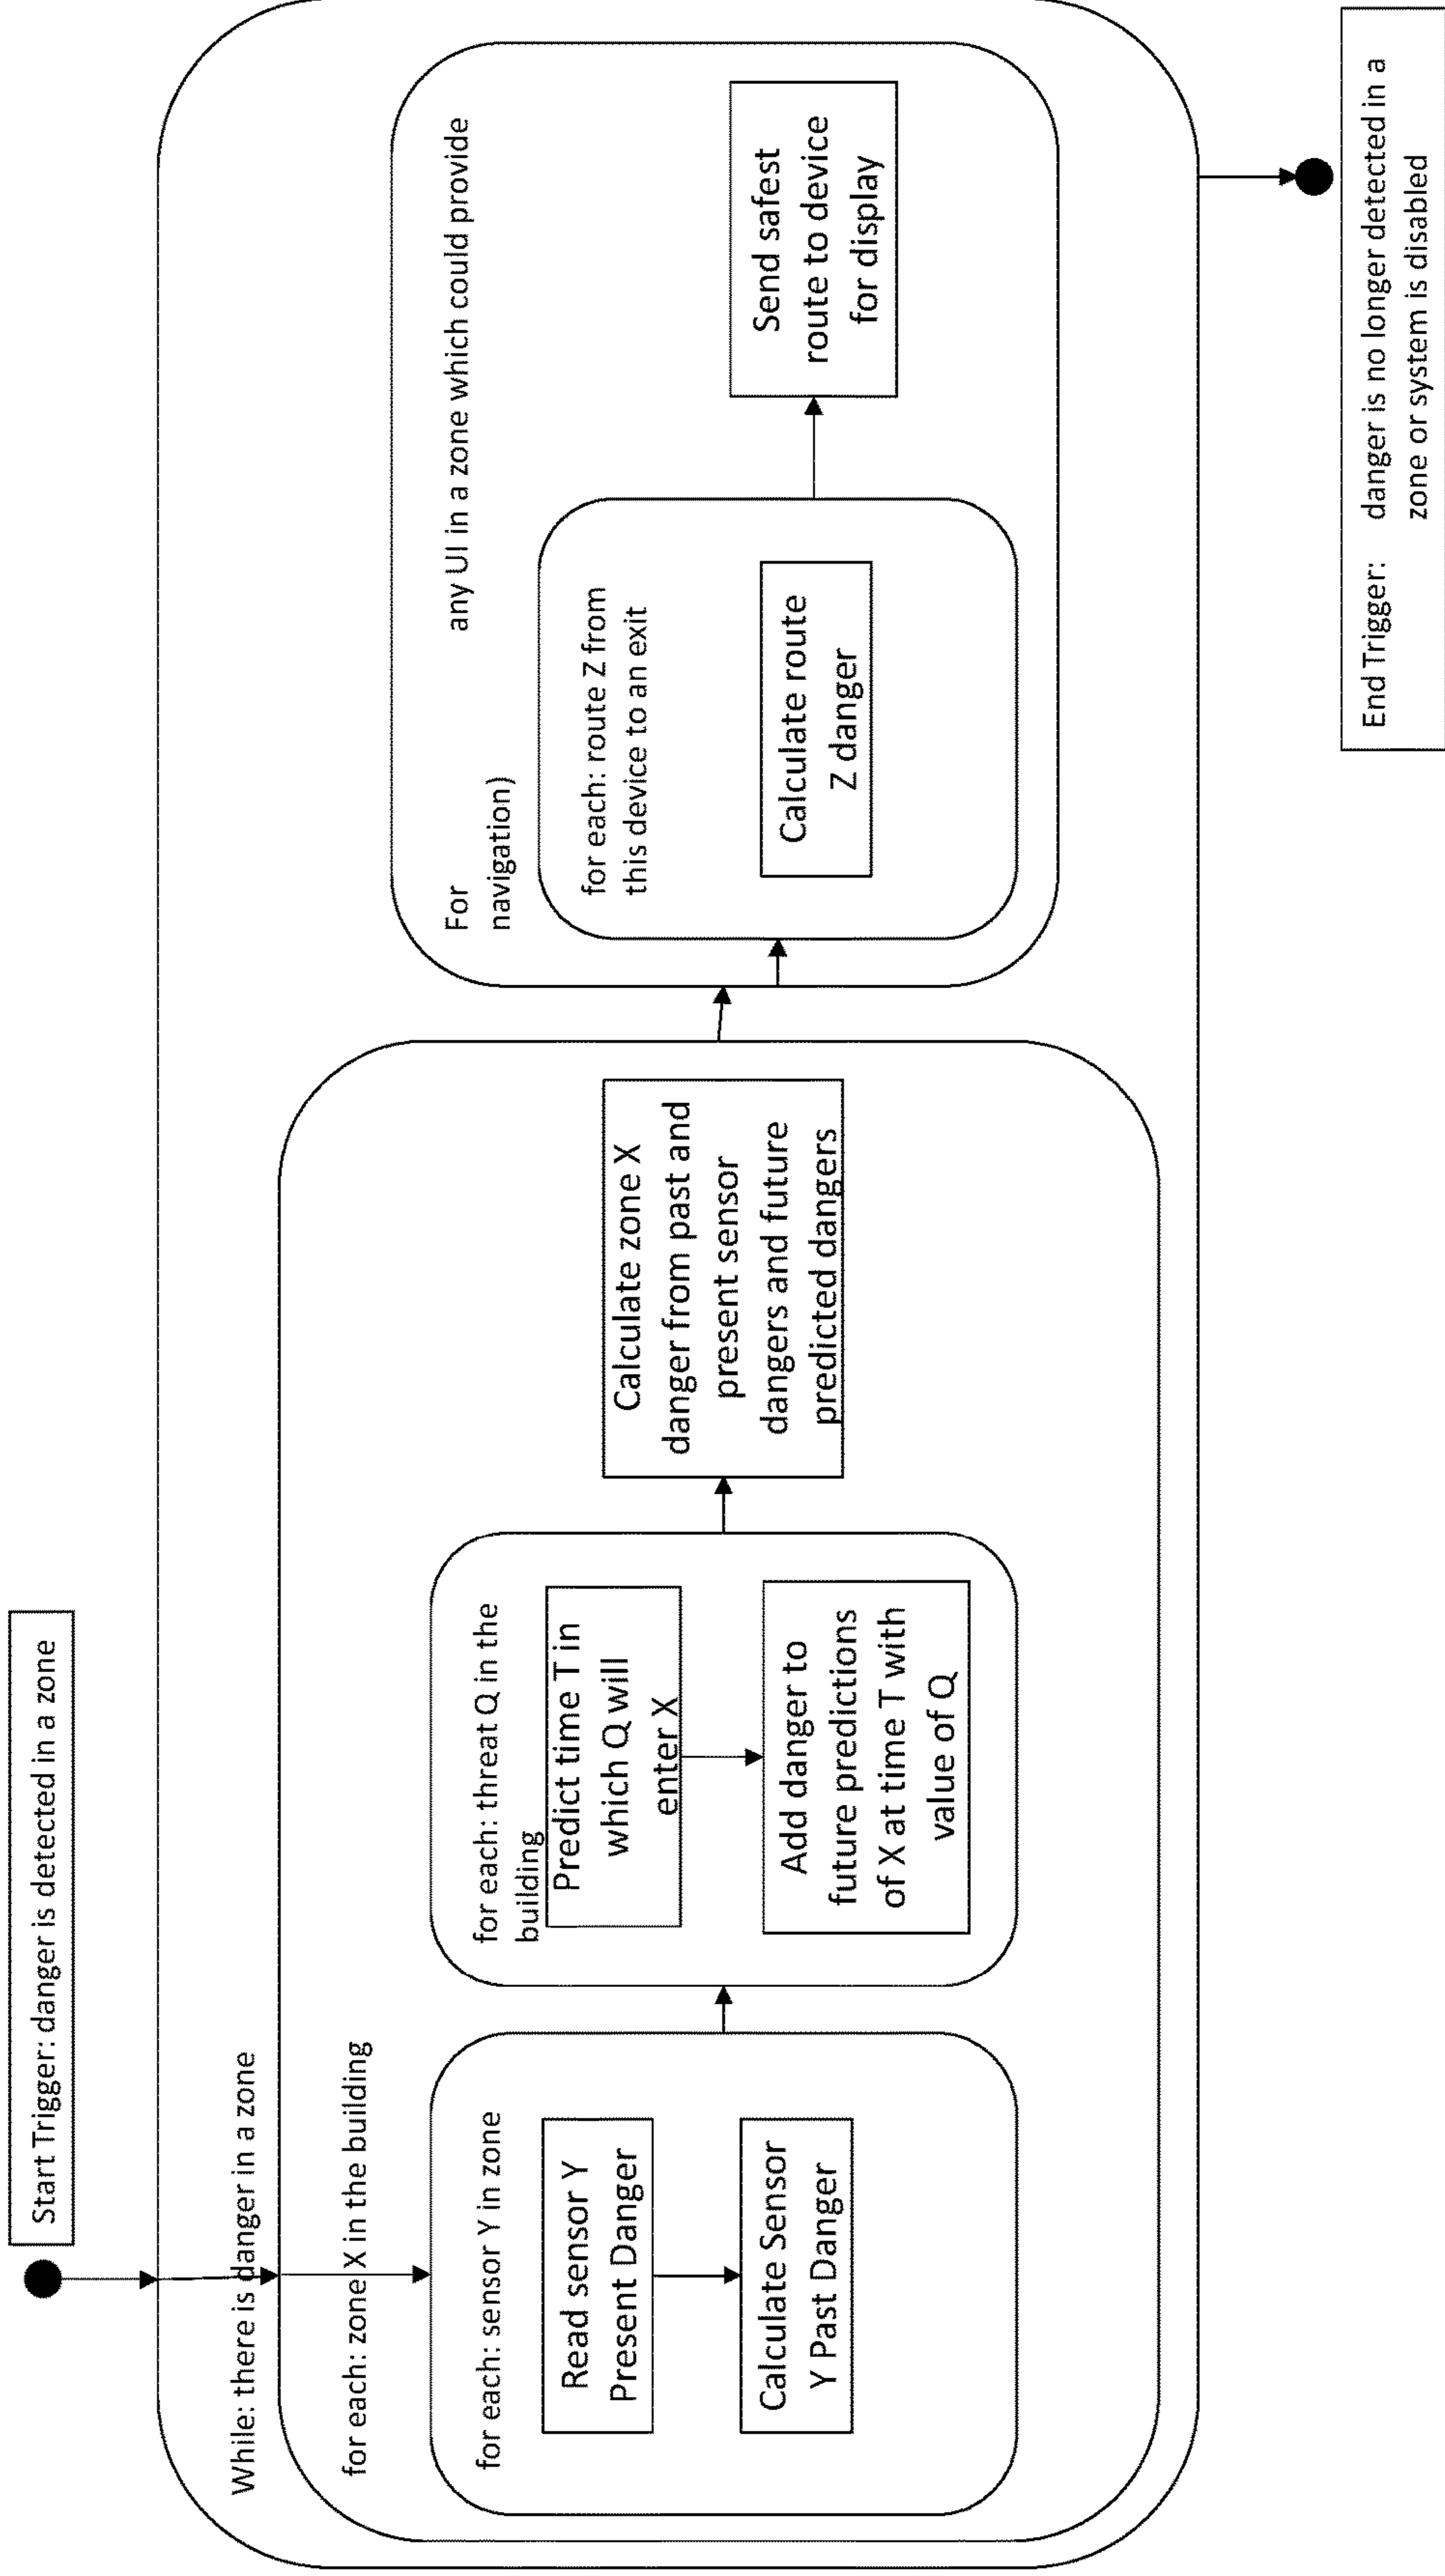 Start Trigger: danger is detected in a zone
While: there is danger in a zone
for each: zone X in the building
for each: sensor Y in zone
Read sensor Y
Present Danger
Calculate Sensor
Y Past Danger
for each: threat Q in the
building
Predict time T in
which Q will
enter X
Add danger to
future predictions
of X at time T with
value of Q
Calculate zone X
danger from past and
present sensor
dangers and future
predicted dangers
For any UI in a zone which could provide
navigation)
for each: route Z from
this device to an exit
Calculate route
Z danger
Send safest
route to device
for display
End Trigger: danger is no longer detected in a
zone or system is disabled